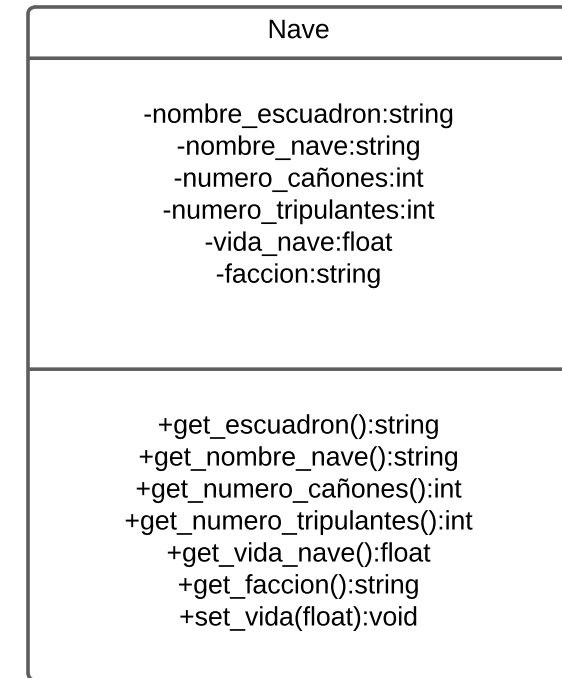 Nave
-nombre_escuadron:string
-nombre_nave:string
-numero_cañones:int
-numero_tripulantes:int
-vida_nave:float
-faccion:string
+get_escuadron():string
+get_nombre_nave():string
+get_numero_cañones():int
+get_numero_tripulantes():int
+get_vida_nave():float
+get_faccion():string
+set_vida(float):void